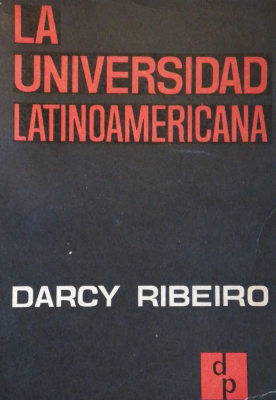 LA
UNIVERSIDAD
LATINOAMERICANA
DARCY RIBEIRO
d
p